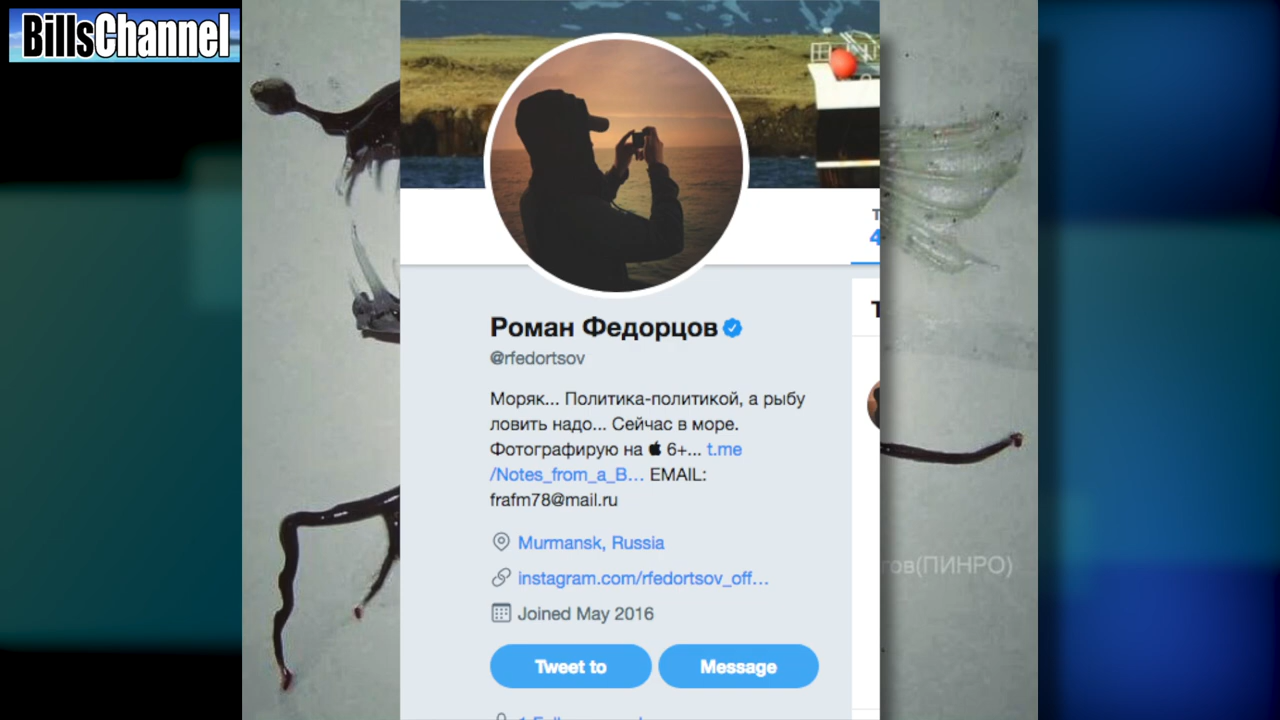 BillsChannel
Роман Федорцов
@rfedortsov
Моряк... Политика-политикой, а рыбу
ловить надо... Сейчас в море.
Фотографирую на 6+... t.me
/Notes_from_a_B... EMAIL:
frafm78@mail.ru
Murmansk, Russia
instagram.com/rfedortsov_off...
Joined May 2016
Tweet to Message
гов(ПИНРО)